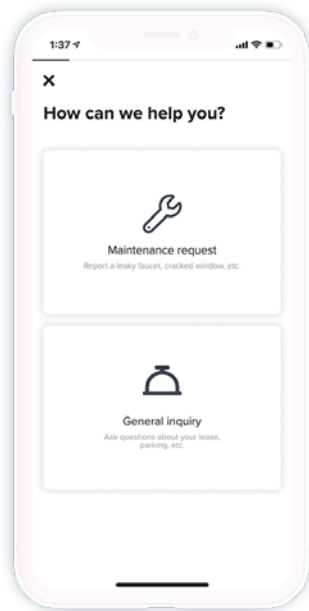 1:37
How can we help you?
Maintenance request
Report a leaky faucet, cracked window, etc.
General inquiry
Ask questions about your lease,
parking, etc.